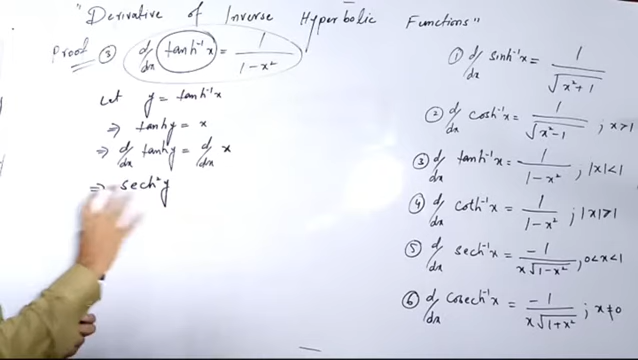 "Derivative of Inverse Hyperbolic Functions"
Proof ③ d/dx tanh⁻¹x = 1/(1-x²)
Let y = tanh⁻¹x
⇒ tanhy = x
⇒ d/dx tanhy = d/dx x
⇒ sech²y
① d/dx sinh⁻¹x = 1/√(x²+1)
② d/dx cosh⁻¹x = 1/√(x²-1) ; x>1
③ d/dx tanh⁻¹x = 1/(1-x²) , |x|<1
④ d/dx coth⁻¹x = 1/(1-x²) ; |x|>1
⑤ d/dx sech⁻¹x = -1/(x√(1-x²)) , 0<x<1
⑥ d/dx cosech⁻¹x = -1/(x√(1+x²)) ; x≠0